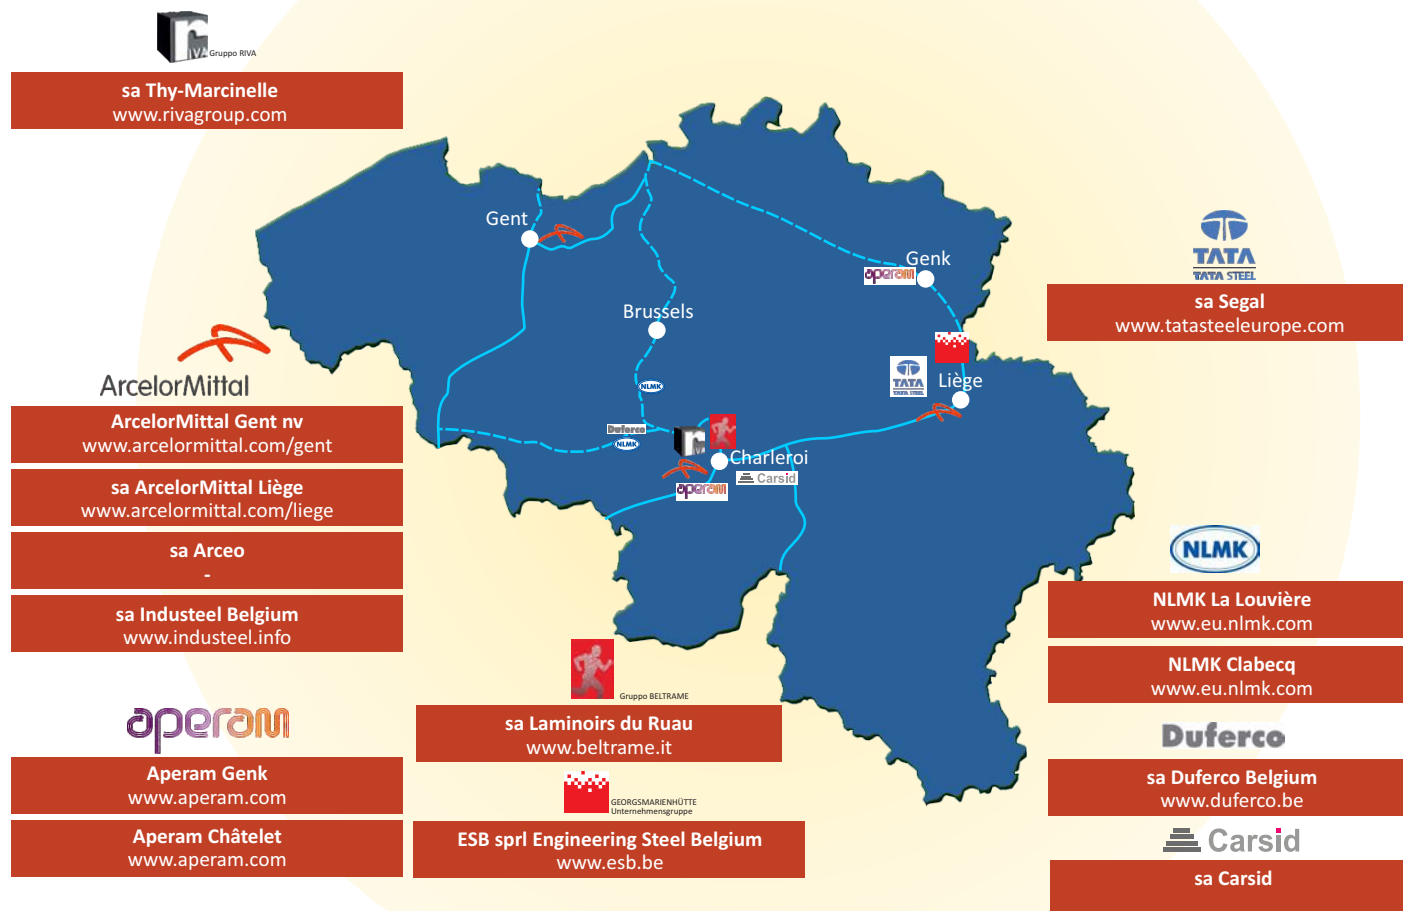 RIVA Gruppo RIVA
sa Thy-Marcinelle
www.rivagroup.com
ArcelorMittal
ArcelorMittal Gent nv
www.arcelormittal.com/gent
sa ArcelorMittal Liège
www.arcelormittal.com/liege
sa Arceo
-
sa Industeel Belgium
www.industeel.info
aperam
Aperam Genk
www.aperam.com
Aperam Châtelet
www.aperam.com
Gent
Genk
aperam
Brussels
TATA
TATA STEEL
Liège
NLMK
Duferco
NLMK
Charleroi
Carsid
aperam
Gruppo BELTRAME
sa Laminoirs du Ruau
www.beltrame.it
GEORGSMARIENHÜTTE
Unternehmensgruppe
ESB sprl Engineering Steel Belgium
www.esb.be
TATA
TATA STEEL
sa Segal
www.tatasteeleurope.com
NLMK
NLMK La Louvière
www.eu.nlmk.com
NLMK Clabecq
www.eu.nlmk.com
Duferco
sa Duferco Belgium
www.duferco.be
Carsid
sa Carsid